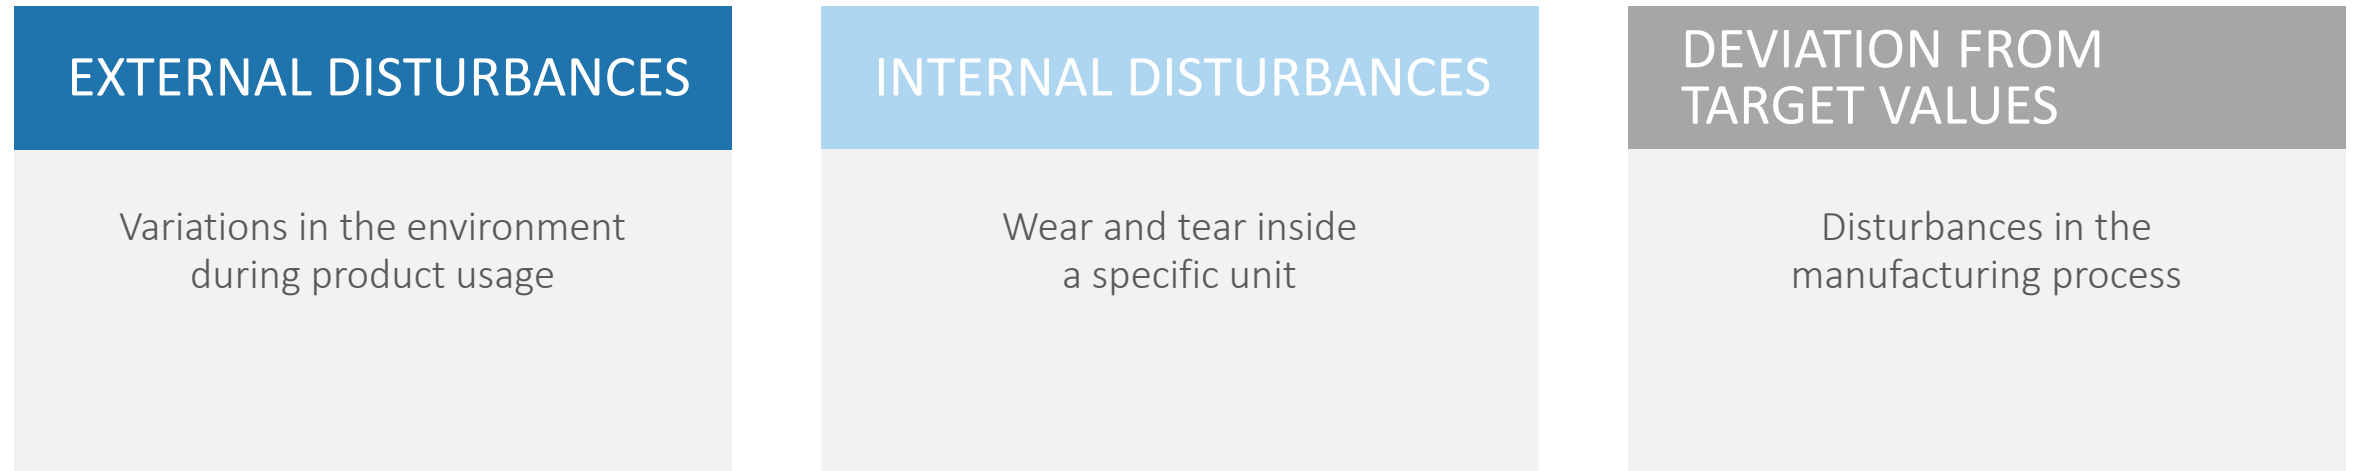 EXTERNAL DISTURBANCES
Variations in the environment
during product usage
INTERNAL DISTURBANCES
Wear and tear inside
a specific unit
DEVIATION FROM
TARGET VALUES
Disturbances in the
manufacturing process